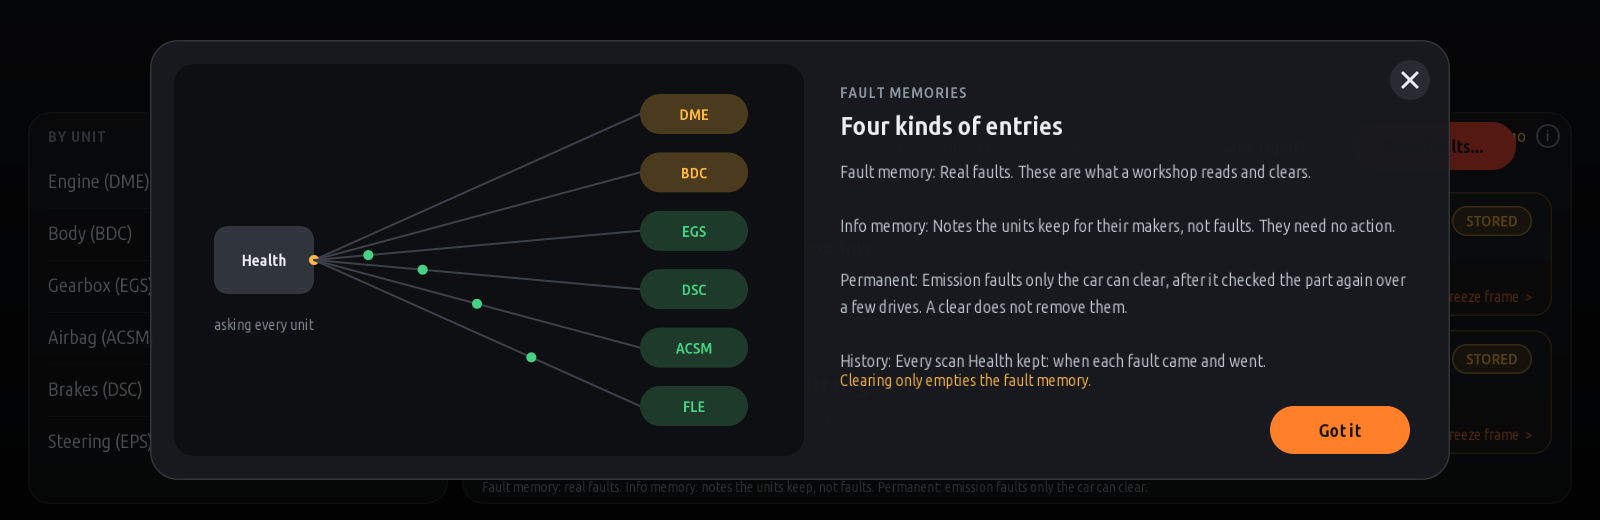 BY UNIT
Engine (DME)
Body (BDC)
Gearbox (EGS)
Airbag (ACSM
Brakes (DSC)
Steering (EPS)
Health
asking every unit
DME
BDC
EGS
DSC
ACSM
FLE
FAULT MEMORIES
Four kinds of entries
Fault memory: Real faults. These are what a workshop reads and clears.
Info memory: Notes the units keep for their makers, not faults. They need no action.
Permanent: Emission faults only the car can clear, after it checked the part again over
a few drives. A clear does not remove them.
History: Every scan Health kept: when each fault came and went.
Clearing only empties the fault memory.
Got it
lts...
STORED
reeze frame >
STORED
reeze frame >
Fault memory: real faults. Info memory: notes the units keep, not faults. Permanent: emission faults only the car can clear.